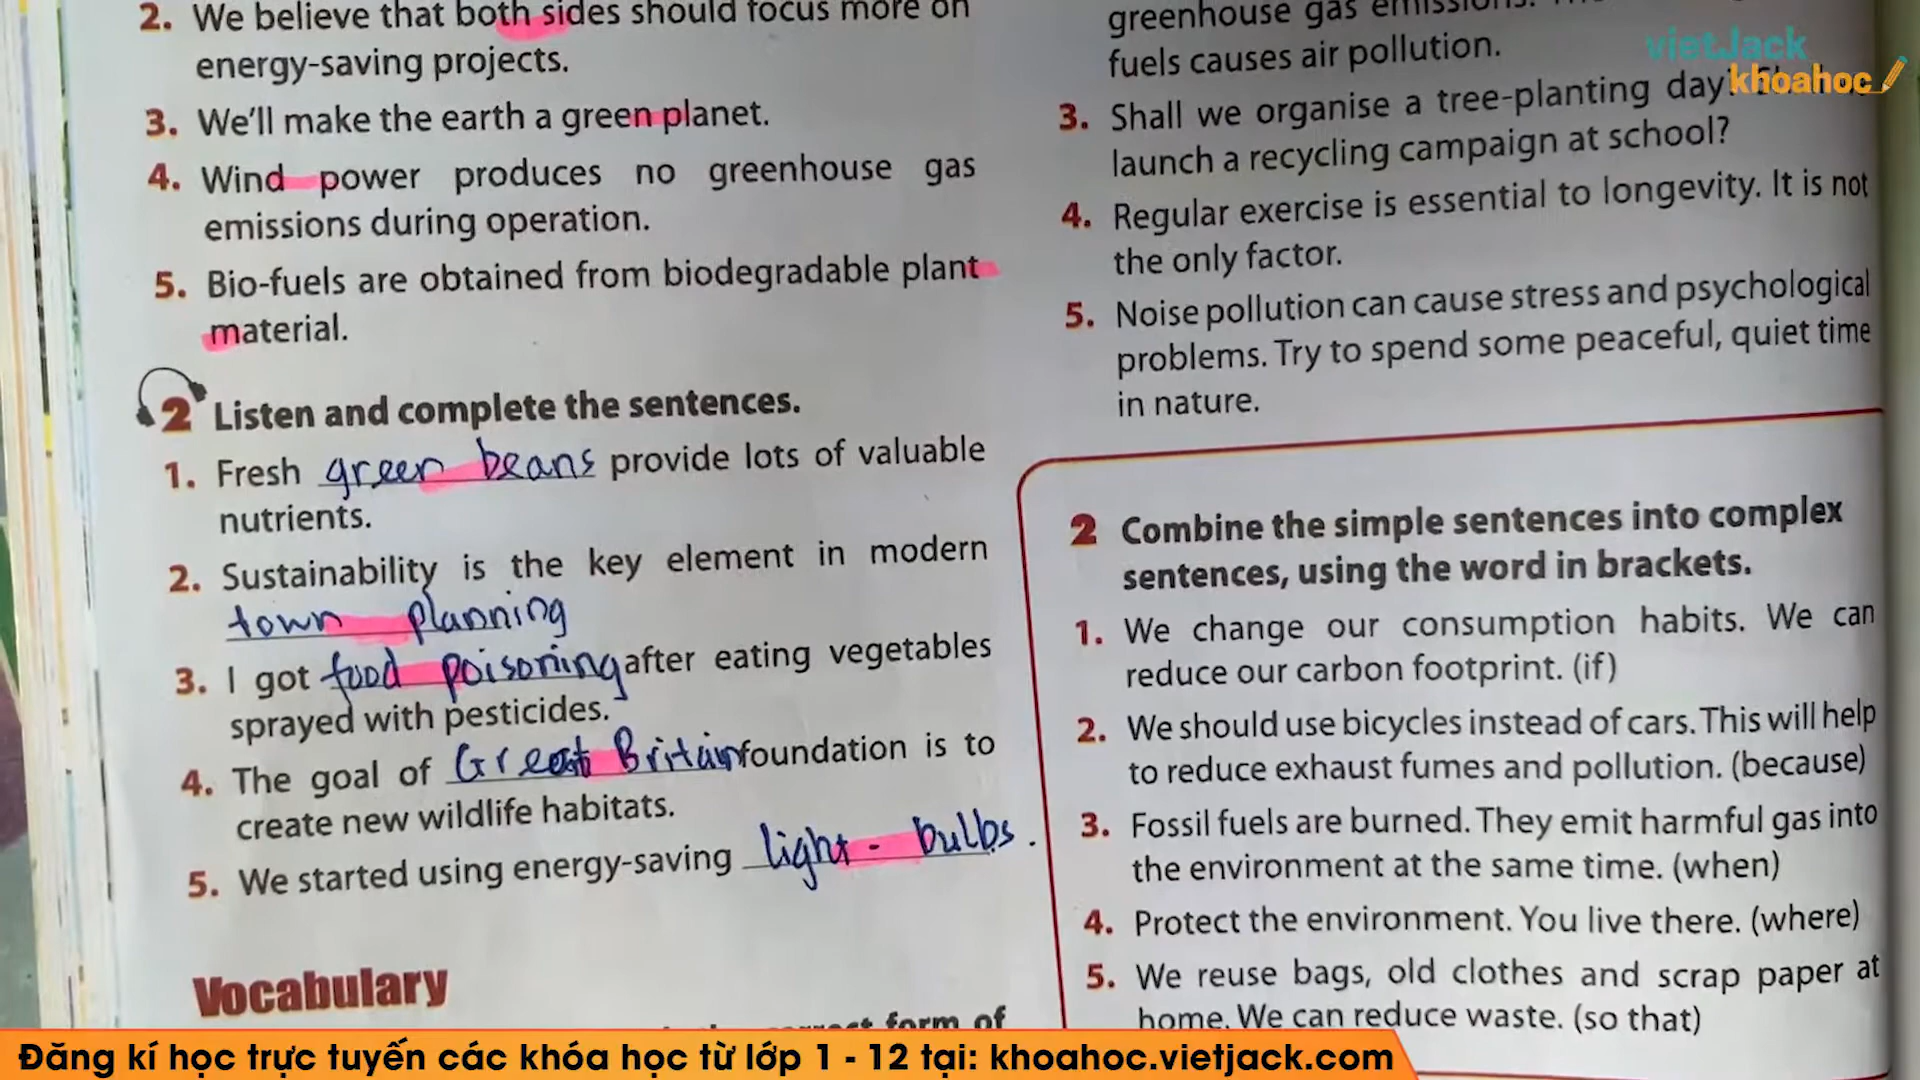 2. We believe that both sides should focus more on
energy-saving projects.
3. We'll make the earth a green planet.
4. Wind power produces no greenhouse gas
emissions during operation.
5. Bio-fuels are obtained from biodegradable plant
material.
2 Listen and complete the sentences.
1. Fresh green beans provide lots of valuable
nutrients.
2. Sustainability is the key element in modern
town planning
3. I got food poisoning after eating vegetables
sprayed with pesticides.
4. The goal of Great Britain foundation is to
create new wildlife habitats.
5. We started using energy-saving light - bulbs.
Vocabulary
correct form of
greenhouse gas emissions.
fuels causes air pollution.
3. Shall we organise a tree-planting day?
launch a recycling campaign at school?
4. Regular exercise is essential to longevity. It is not
the only factor.
5. Noise pollution can cause stress and psychological
problems. Try to spend some peaceful, quiet time
in nature.
2 Combine the simple sentences into complex
sentences, using the word in brackets.
1. We change our consumption habits. We can
reduce our carbon footprint. (if)
2. We should use bicycles instead of cars. This will help
to reduce exhaust fumes and pollution. (because)
3. Fossil fuels are burned. They emit harmful gas into
the environment at the same time. (when)
4. Protect the environment. You live there. (where)
5. We reuse bags, old clothes and scrap paper at
home. We can reduce waste. (so that)
vietJack
khoahoc
Đăng kí học trực tuyến các khóa học từ lớp 1 - 12 tại: khoahoc.vietjack.com